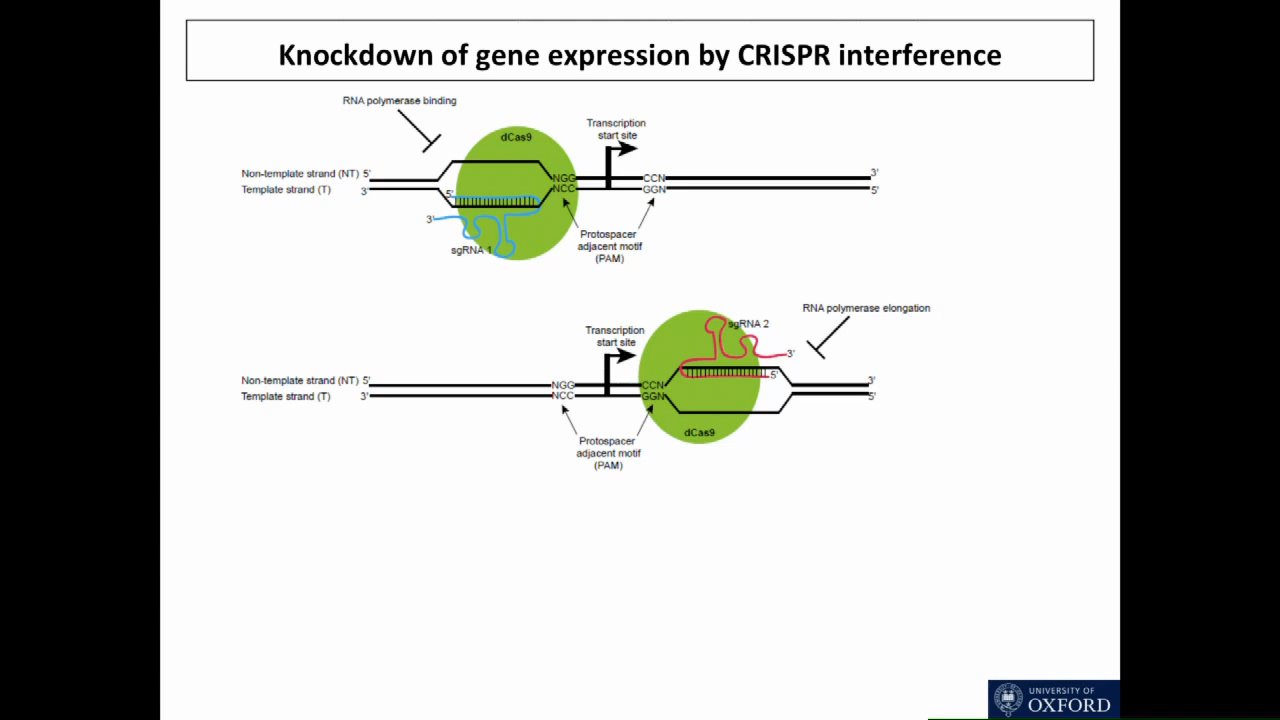 Knockdown of gene expression by CRISPR interference
RNA polymerase binding
dCas9
Transcription
start site
Non-template strand (NT) 5'
NGG
CCN
3'
Template strand (T)
3'
NCC
GGN
5'
5'
3'
sgRNA 1
Protospacer
adjacent motif
(PAM)
RNA polymerase elongation
sgRNA 2
Transcription
start site
3'
5'
Non-template strand (NT) 5'
NGG
CCN
3'
Template strand (T)
3'
NCC
GGN
5'
dCas9
Protospacer
adjacent motif
(PAM)
UNIVERSITY OF
OXFORD